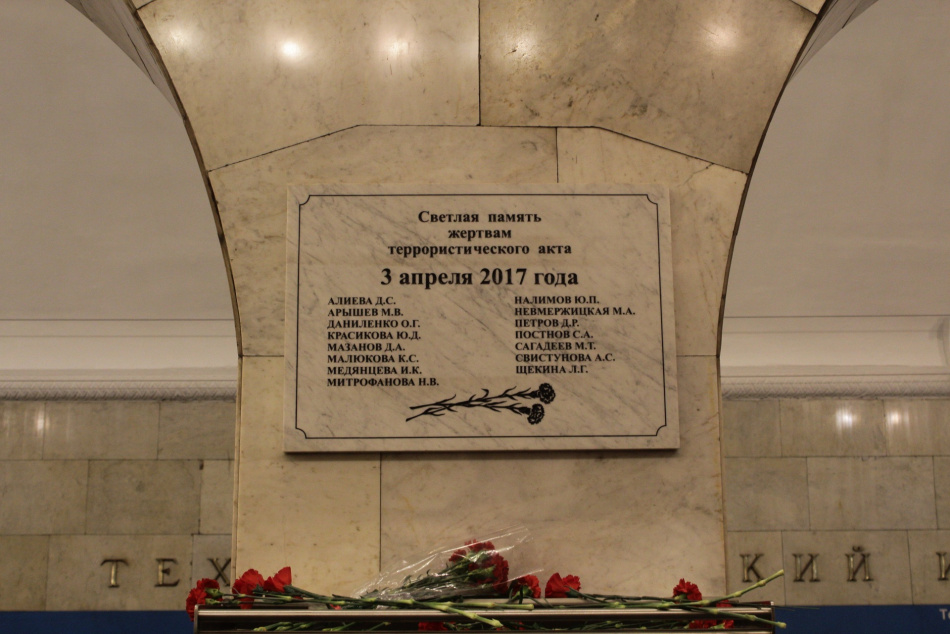 Светлая память
жертвам
террористического акта
3 апреля 2017 года
АЛИЕВА Д.С.
АРЫШЕВ М.В.
ДАНИЛЕНКО О.Г.
КРАСИКОВА Ю.Д.
МАЗАНОВ Д.А.
МАЛЮКОВА К.С.
МЕДЯНЦЕВА И.К.
МИТРОФАНОВА Н.В.
НАЛИМОВ Ю.П.
НЕВМЕРЖИЦКАЯ М.А.
ПЕТРОВ Д.Р.
ПОСТНОВ С.А.
САГАДЕЕВ М.Т.
СВИСТУНОВА А.С.
ЩЕКИНА Л.Г.
ТЕХ КИЙ И